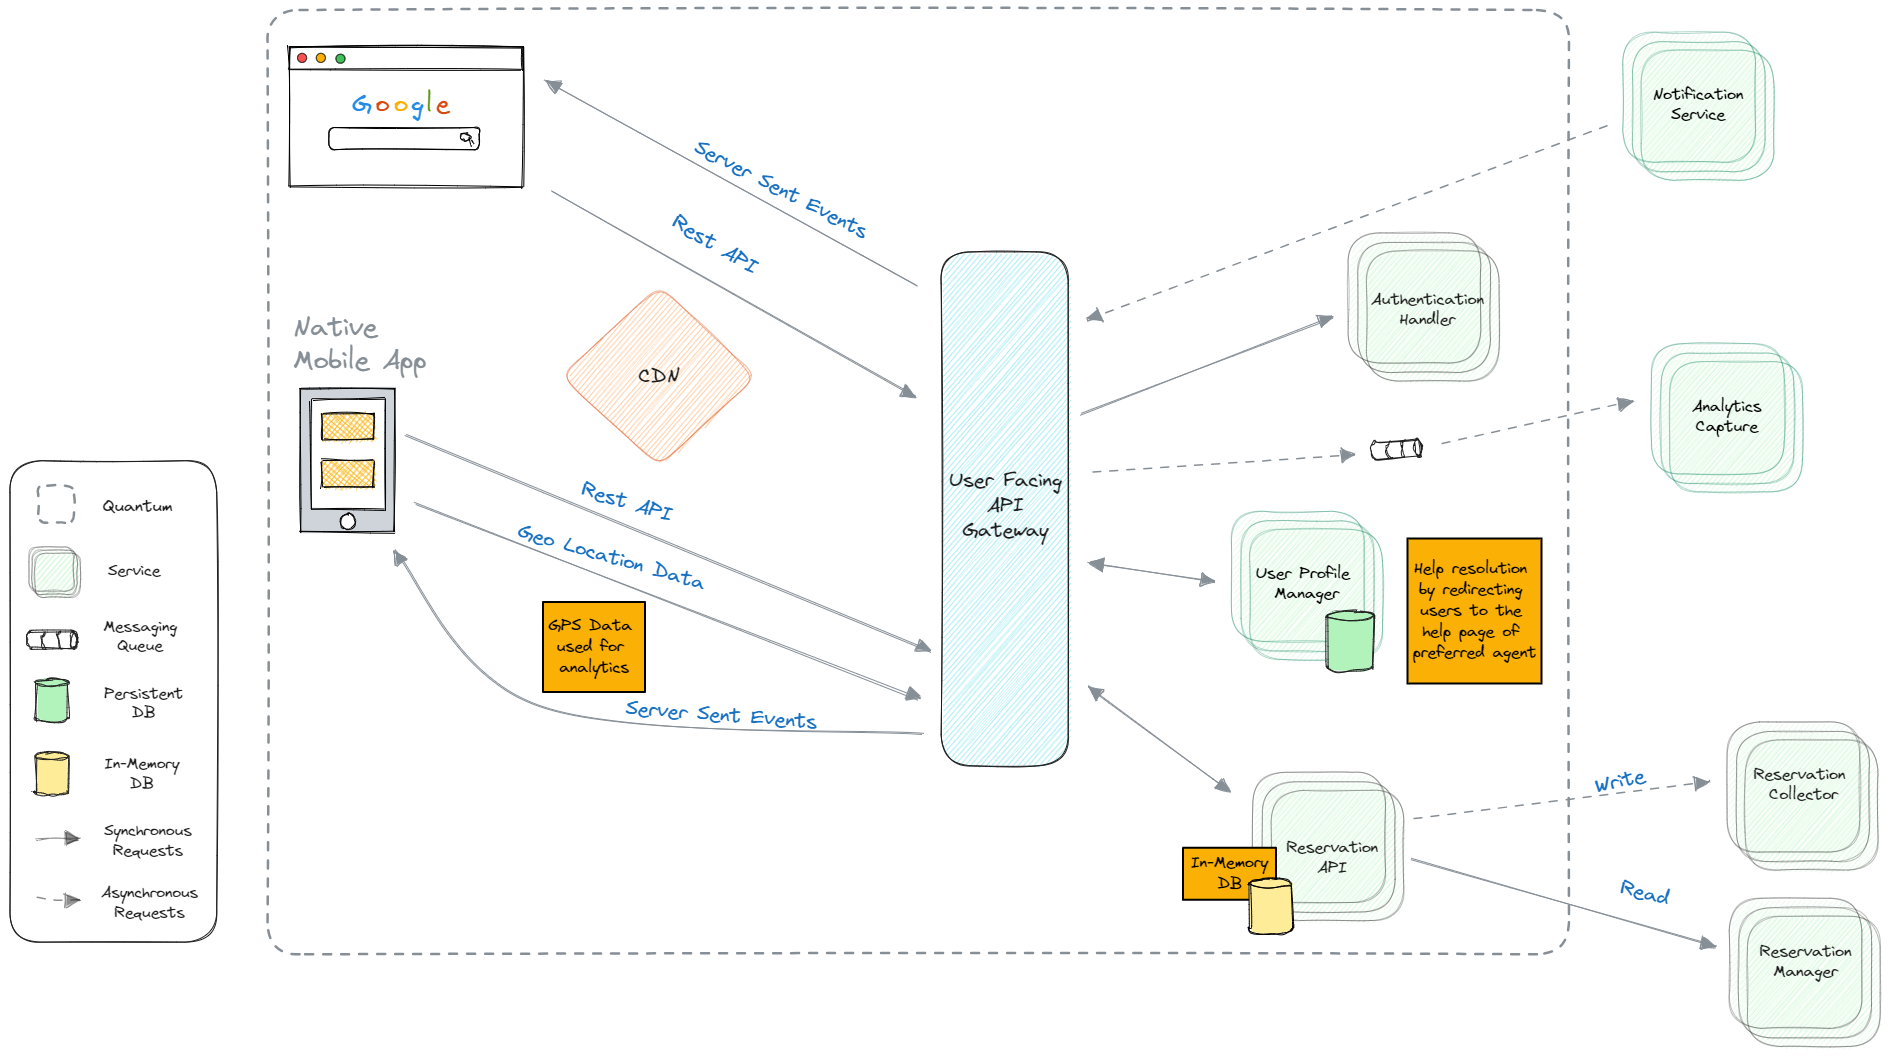 Google
Server Sent Events
Rest API
Native
Mobile App
CDN
Rest API
Geo Location Data
GPS Data
used for
analytics
Server Sent Events
User Facing
API
Gateway
Notification
Service
Authentication
Handler
Analytics
Capture
User Profile
Manager
Help resolution
by redirecting
users to the
help page of
preferred agent
Reservation
API
In-Memory
DB
Write
Read
Reservation
Collector
Reservation
Manager
Quantum
Service
Messaging
Queue
Persistent
DB
In-Memory
DB
Synchronous
Requests
Asynchronous
Requests